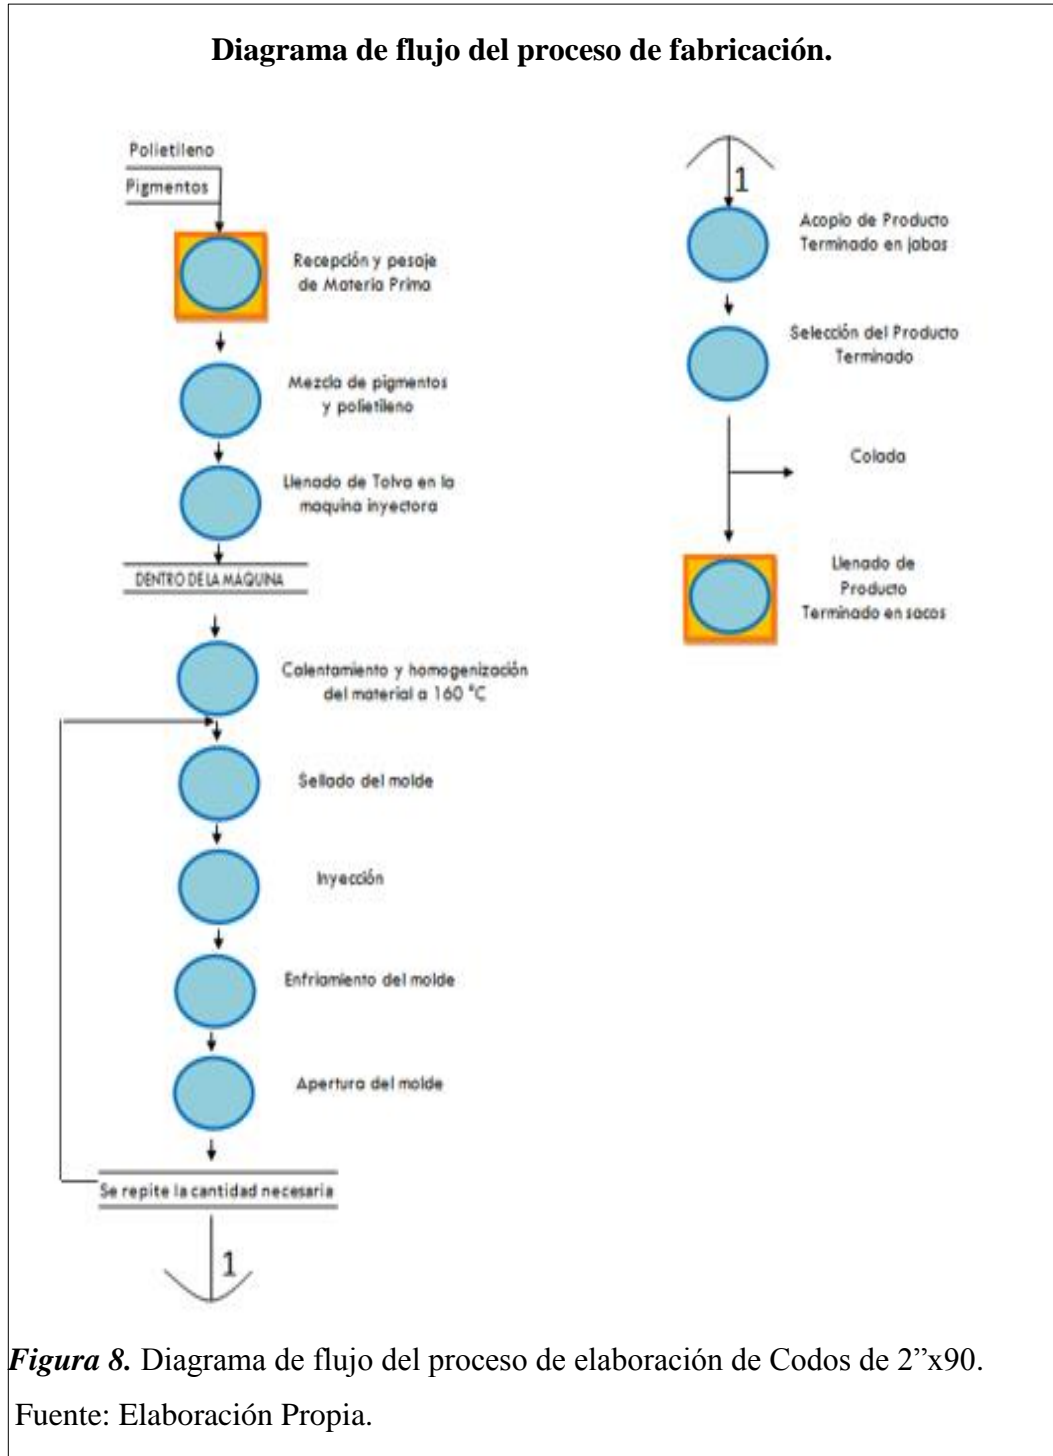 Diagrama de flujo del proceso de fabricación.
Polietileno
Pigmentos
Recepción y pesaje
de Materia Prima
Mezcla de pigmentos
y polietileno
Llenado de Tolva en la
maquina inyectora
DENTRO DE LA MÁQUINA
Calentamiento y homogenización
del material a 160 °C
Sellado del molde
Inyección
Enfriamiento del molde
Apertura del molde
Se repite la cantidad necesaria
1
1
Acopio de Producto
Terminado en jabas
Selección del Producto
Terminado
Colada
Llenado de
Producto
Terminado en sacos
Figura 8. Diagrama de flujo del proceso de elaboración de Codos de 2”x90.
Fuente: Elaboración Propia.